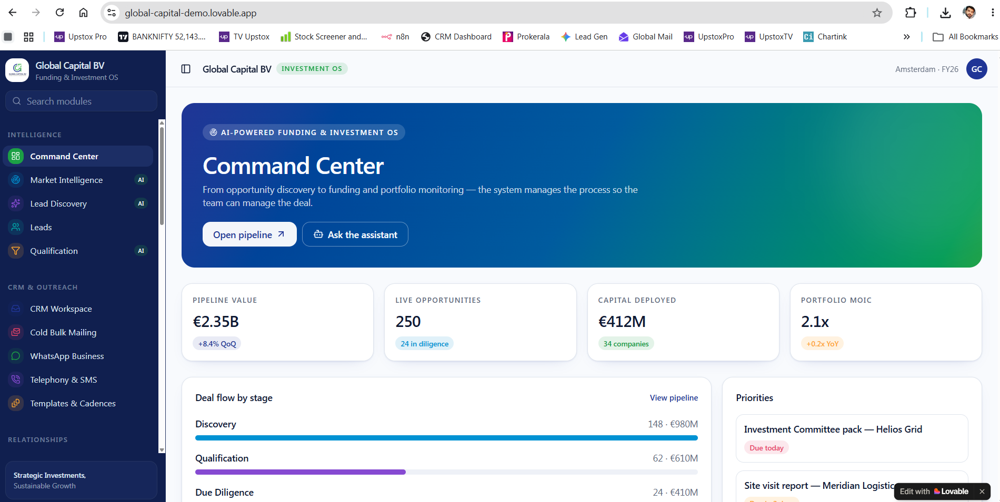 global-capital-demo.lovable.app
Upstox Pro
BANKNIFTY 52,143....
TV Upstox
Stock Screener and...
n8n
CRM Dashboard
Prokerala
Lead Gen
Global Mail
UpstoxPro
UpstoxTV
Chartink
All Bookmarks
Global Capital BV
Funding & Investment OS
Search modules
INTELLIGENCE
Command Center
Market Intelligence AI
Lead Discovery AI
Leads
Qualification AI
CRM & OUTREACH
CRM Workspace
Cold Bulk Mailing
WhatsApp Business
Telephony & SMS
Templates & Cadences
RELATIONSHIPS
Strategic Investments,
Sustainable Growth
Global Capital BV INVESTMENT OS
Amsterdam · FY26 GC
AI-POWERED FUNDING & INVESTMENT OS
Command Center
From opportunity discovery to funding and portfolio monitoring — the system manages the process so the
team can manage the deal.
Open pipeline
Ask the assistant
PIPELINE VALUE
€2.35B
+8.4% QoQ
LIVE OPPORTUNITIES
250
24 in diligence
CAPITAL DEPLOYED
€412M
34 companies
PORTFOLIO MOIC
2.1x
+0.2x YoY
Deal flow by stage
View pipeline
Discovery
148 · €980M
Qualification
62 · €610M
Due Diligence
24 · €410M
Priorities
Investment Committee pack — Helios Grid
Due today
Site visit report — Meridian Logistic
Edit with Lovable